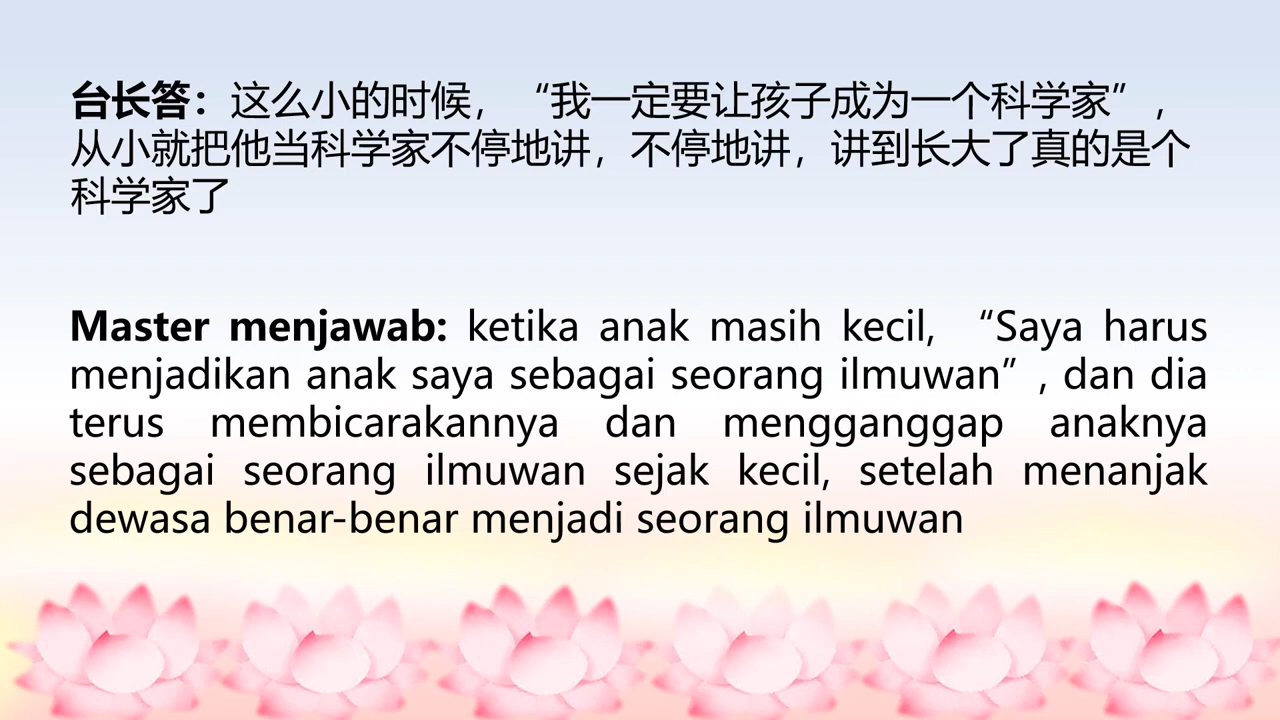 台长答：这么小的时候，“我一定要让孩子成为一个科学家”，
从小就把他当科学家不停地讲，不停地讲，讲到长大了真的是个
科学家了
Master menjawab: ketika anak masih kecil, “Saya harus
menjadikan anak saya sebagai seorang ilmuwan”, dan dia
terus membicarakannya dan mengganggap anaknya
sebagai seorang ilmuwan sejak kecil, setelah menanjak
dewasa benar-benar menjadi seorang ilmuwan